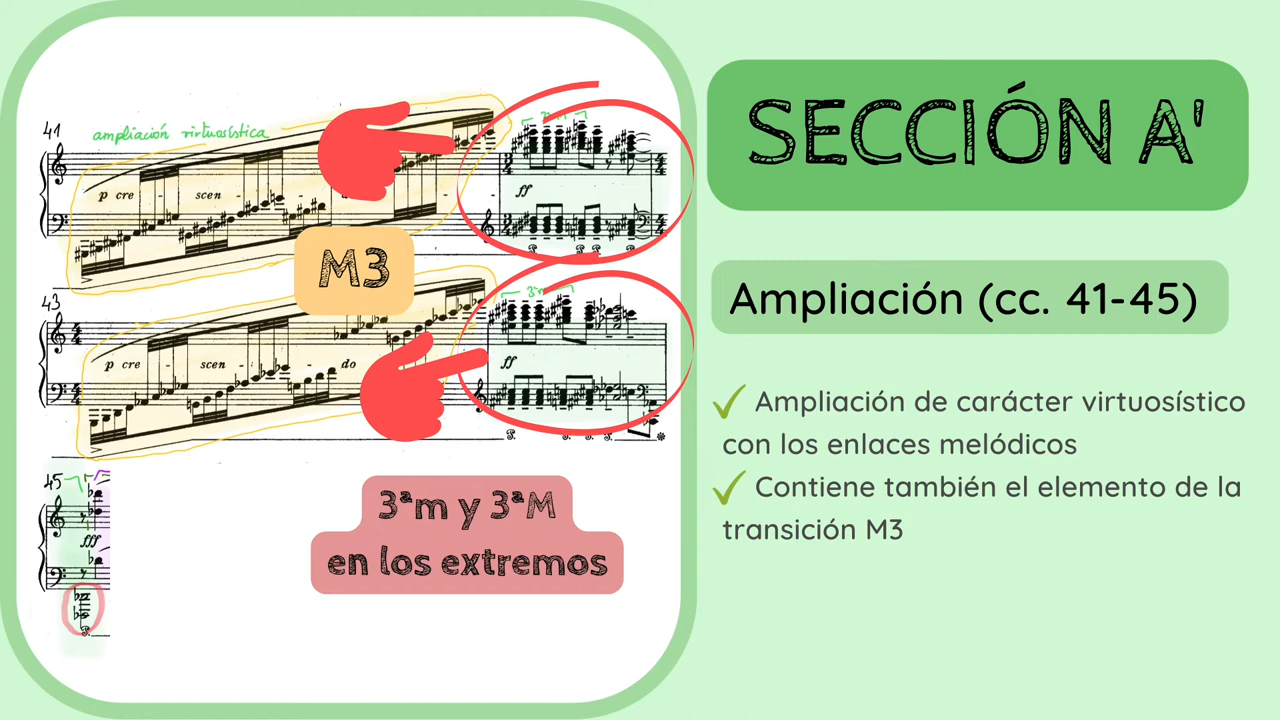 SECCIÓN A'
Ampliación (cc. 41-45)
✓ Ampliación de carácter virtuosístico
con los enlaces melódicos
✓ Contiene también el elemento de la
transición M3
41 ampliación virtuosística
p cre - scen - do -
ff
M3
43
p cre - scen - do -
ff
45
fff
3ªm y 3ªM
en los extremos